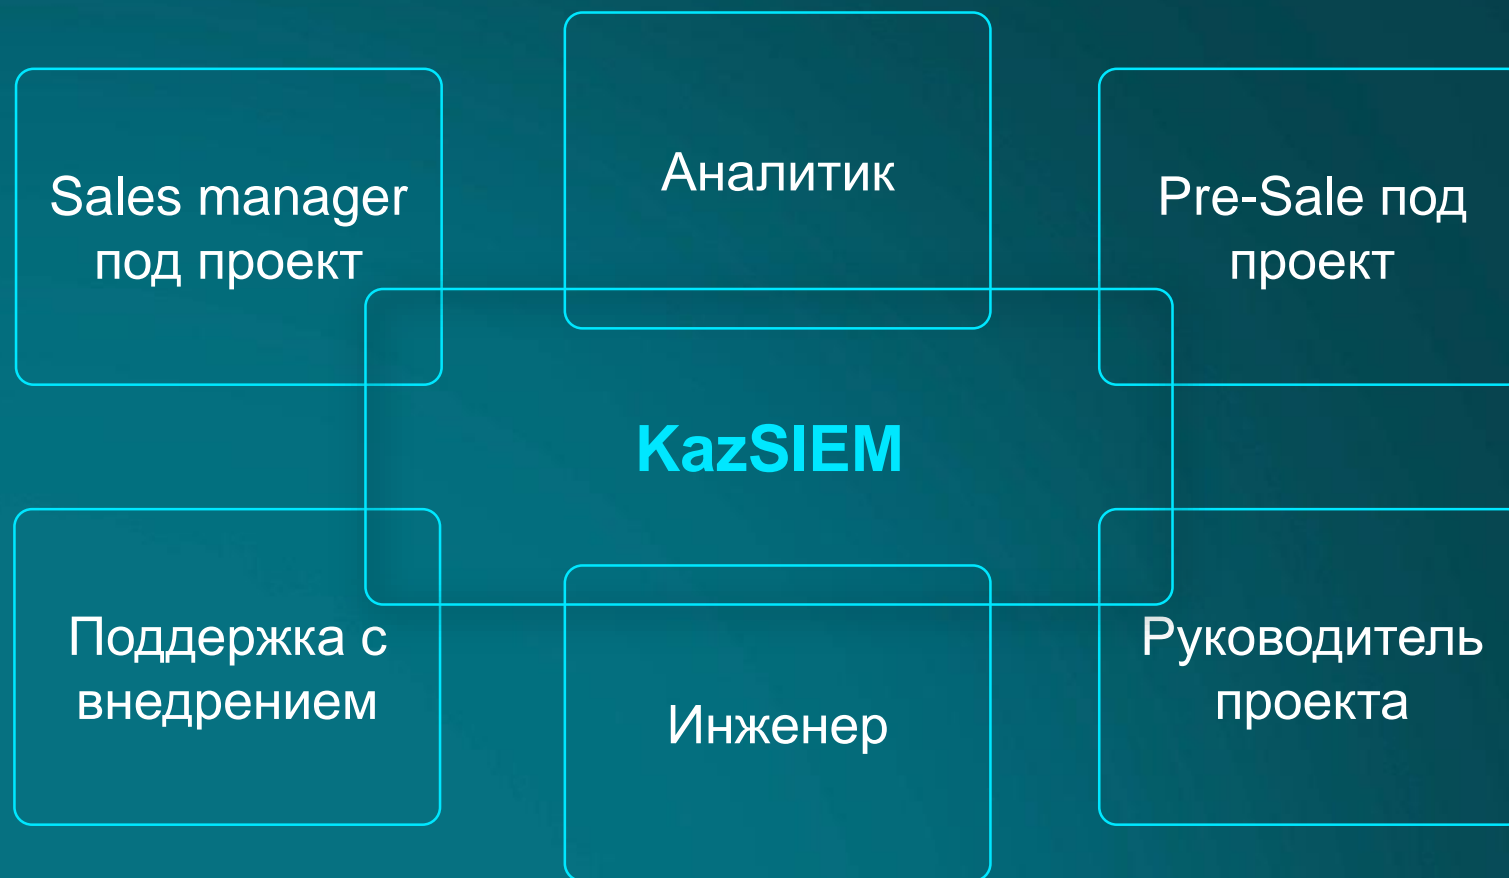 Sales manager
под проект
Аналитик
Pre-Sale под
проект
KazSIEM
Поддержка с
внедрением
Инженер
Руководитель
проекта